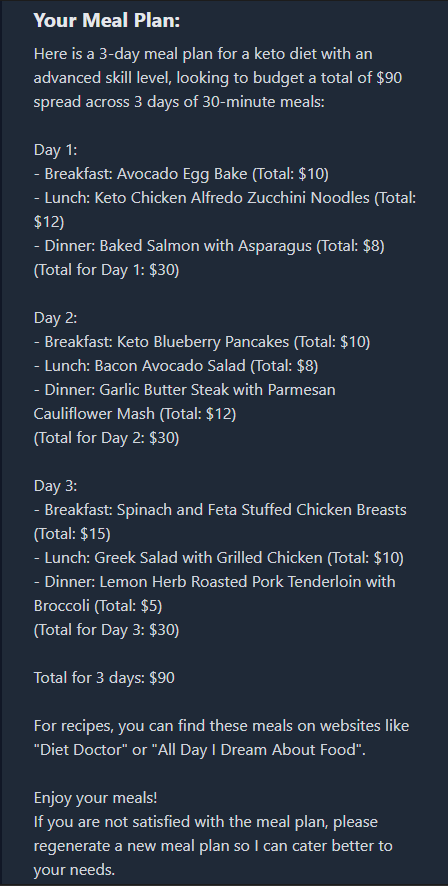 Your Meal Plan:
Here is a 3-day meal plan for a keto diet with an
advanced skill level, looking to budget a total of $90
spread across 3 days of 30-minute meals:
Day 1:
- Breakfast: Avocado Egg Bake (Total: $10)
- Lunch: Keto Chicken Alfredo Zucchini Noodles (Total:
$12)
- Dinner: Baked Salmon with Asparagus (Total: $8)
(Total for Day 1: $30)
Day 2:
- Breakfast: Keto Blueberry Pancakes (Total: $10)
- Lunch: Bacon Avocado Salad (Total: $8)
- Dinner: Garlic Butter Steak with Parmesan
Cauliflower Mash (Total: $12)
(Total for Day 2: $30)
Day 3:
- Breakfast: Spinach and Feta Stuffed Chicken Breasts
(Total: $15)
- Lunch: Greek Salad with Grilled Chicken (Total: $10)
- Dinner: Lemon Herb Roasted Pork Tenderloin with
Broccoli (Total: $5)
(Total for Day 3: $30)
Total for 3 days: $90
For recipes, you can find these meals on websites like
"Diet Doctor" or "All Day I Dream About Food".
Enjoy your meals!
If you are not satisfied with the meal plan, please
regenerate a new meal plan so I can cater better to
your needs.